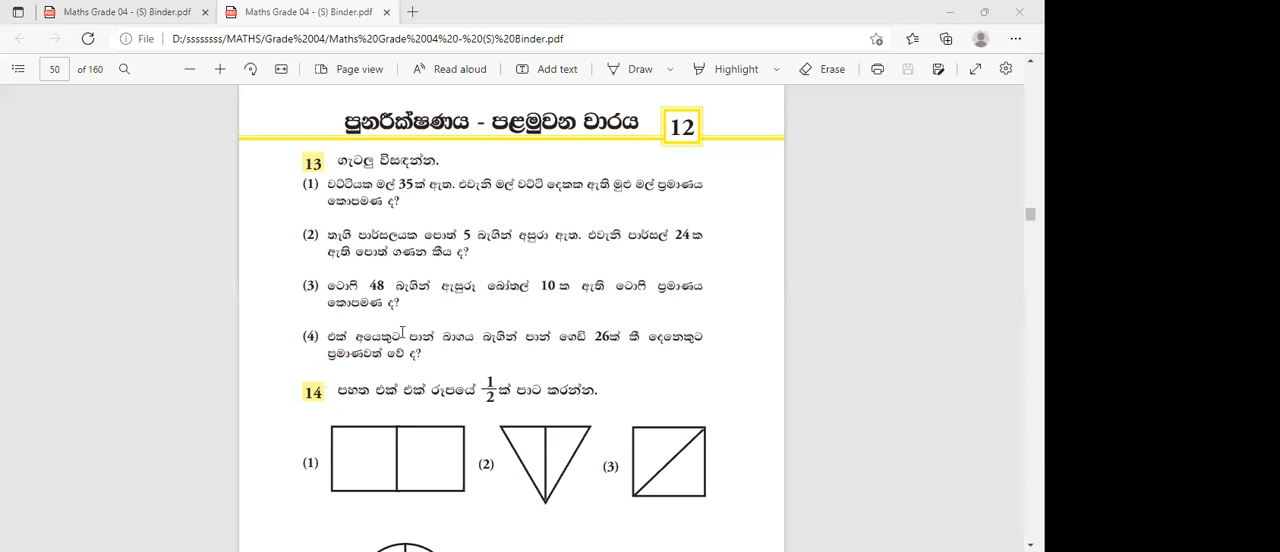 Maths Grade 04 - (S) Binder.pdf
Maths Grade 04 - (S) Binder.pdf
File D:/ssssssss/MATHS/Grade%2004/Maths%20Grade%2004%20-%20(S)%20Binder.pdf
50 of 160 Page view Read aloud Add text Draw Highlight Erase
පුනරීක්ෂණය - පළමුවන වාරය 12
13 ගැටලු විසඳන්න.
(1) වට්ටියක මල් 35ක් ඇත. එවැනි මල් වට්ටි දෙකක ඇති මුළු මල් ප්‍රමාණය
කොපමණ ද?
(2) තෑගි පාර්සලයක පොත් 5 බැගින් අසුරා ඇත. එවැනි පාර්සල් 24 ක
ඇති පොත් ගණන කීය ද?
(3) ටොෆි 48 බැගින් ඇසුරූ බෝතල් 10 ක ඇති ටොෆි ප්‍රමාණය
කොපමණ ද?
(4) එක් අයෙකුට පාන් බාගය බැගින් පාන් ගෙඩි 26ක් කී දෙනෙකුට
ප්‍රමාණවත් වේ ද?
14 පහත එක් එක් රූපයේ 1/2 ක් පාට කරන්න.
(1) (2) (3)